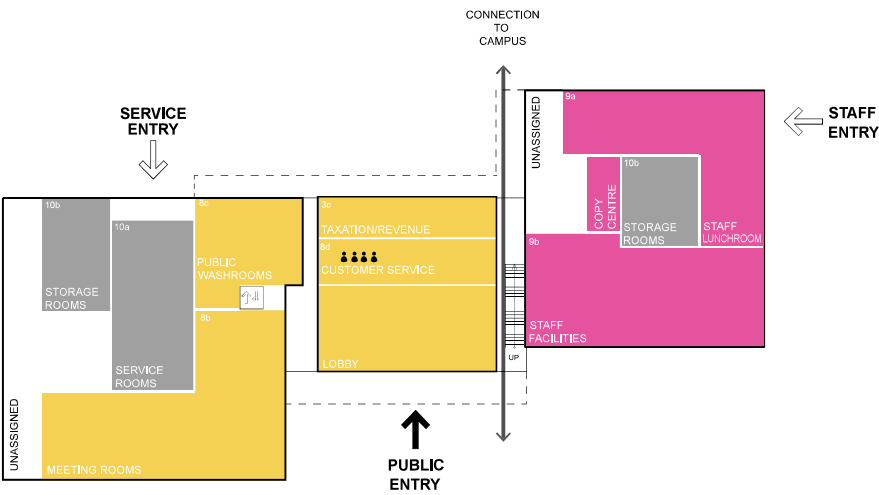 CONNECTION
TO
CAMPUS
SERVICE
ENTRY
STAFF
ENTRY
UNASSIGNED
9a
10b
COPY
CENTRE
STORAGE
ROOMS
STAFF
LUNCHROOM
9b
STAFF
FACILITIES
UP
10b
STORAGE
ROOMS
10a
SERVICE
ROOMS
8c
PUBLIC
WASHROOMS
8b
MEETING ROOMS
UNASSIGNED
3c
TAXATION/REVENUE
8d
CUSTOMER SERVICE
LOBBY
PUBLIC
ENTRY